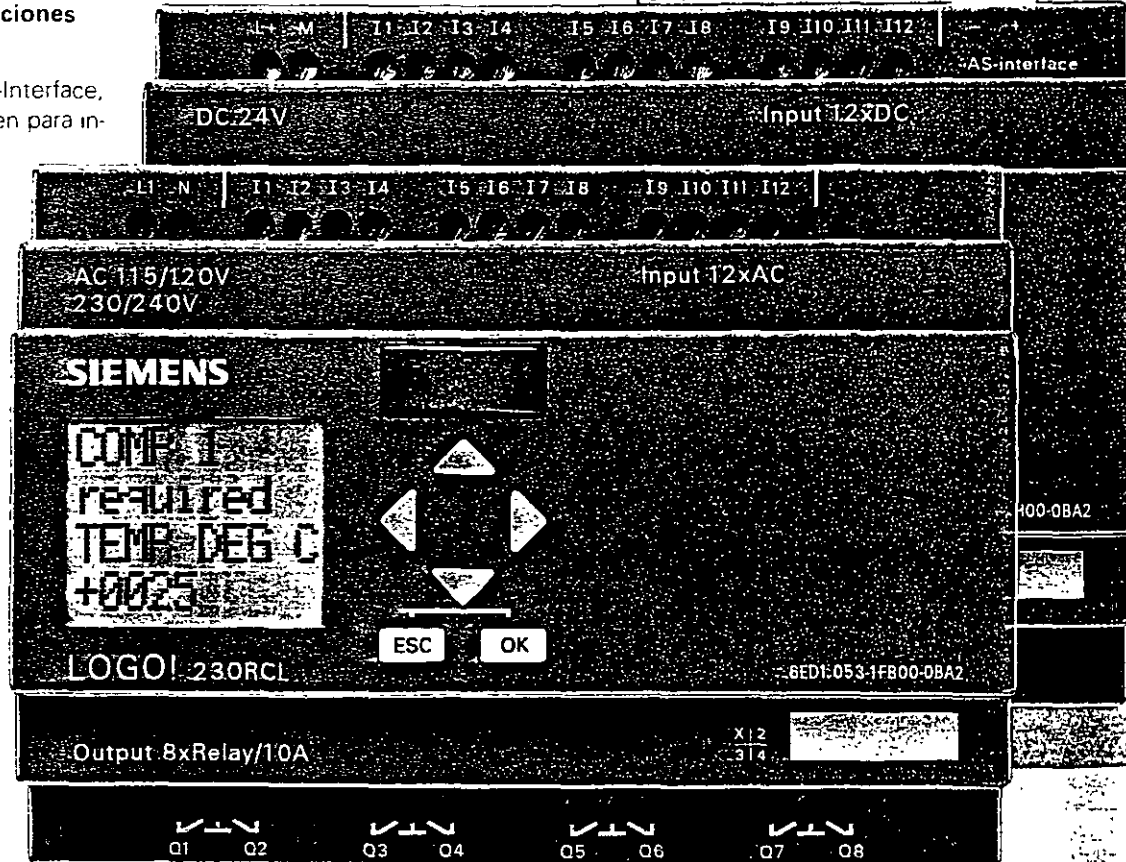 ciones
-Interface,
en para in-
L+ M I1 I2 I3 I4 I5 I6 I7 I8 I9 I10 I11 I12 - +
AS-interface
DC 24V Input 12xDC
L1 N I1 I2 I3 I4 I5 I6 I7 I8 I9 I10 I11 I12
AC 115/120V Input 12xAC
230/240V
SIEMENS
COMP 1
required
TEMP DEG C
+0025
H00-0BA2
ESC OK
LOGO! 230RCL 6ED1 053-1FB00-0BA2
Output 8xRelay/10A X 2
3 4
Q1 Q2 Q3 Q4 Q5 Q6 Q7 Q8